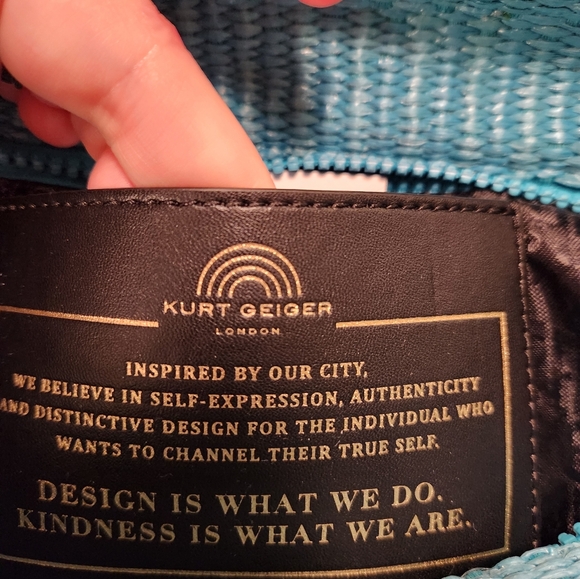 KURT GEIGER
LONDON
INSPIRED BY OUR CITY,
WE BELIEVE IN SELF-EXPRESSION, AUTHENTICITY
AND DISTINCTIVE DESIGN FOR THE INDIVIDUAL WHO
WANTS TO CHANNEL THEIR TRUE SELF.
DESIGN IS WHAT WE DO.
KINDNESS IS WHAT WE ARE.